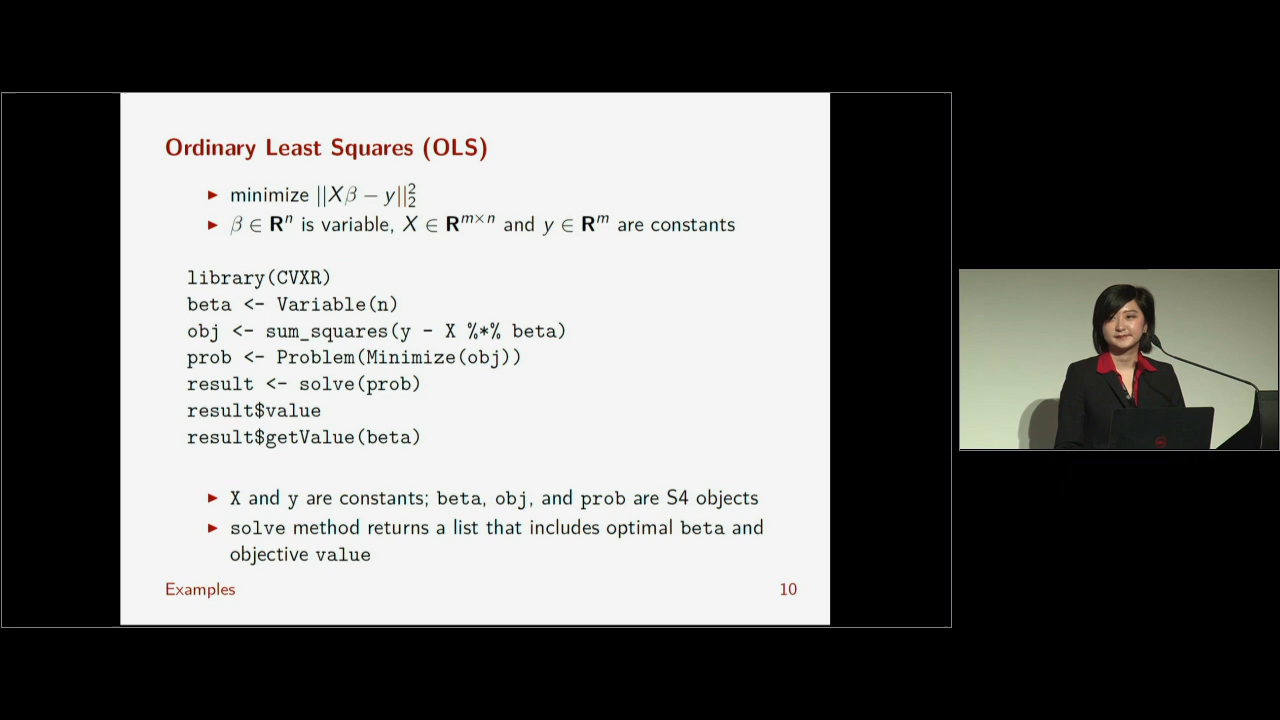 Ordinary Least Squares (OLS)
▶ minimize ||Xβ − y||₂²
▶ β ∈ Rⁿ is variable, X ∈ Rᵐˣⁿ and y ∈ Rᵐ are constants
library(CVXR)
beta <- Variable(n)
obj <- sum_squares(y - X %*% beta)
prob <- Problem(Minimize(obj))
result <- solve(prob)
result$value
result$getValue(beta)
▶ X and y are constants; beta, obj, and prob are S4 objects
▶ solve method returns a list that includes optimal beta and
objective value
Examples 10